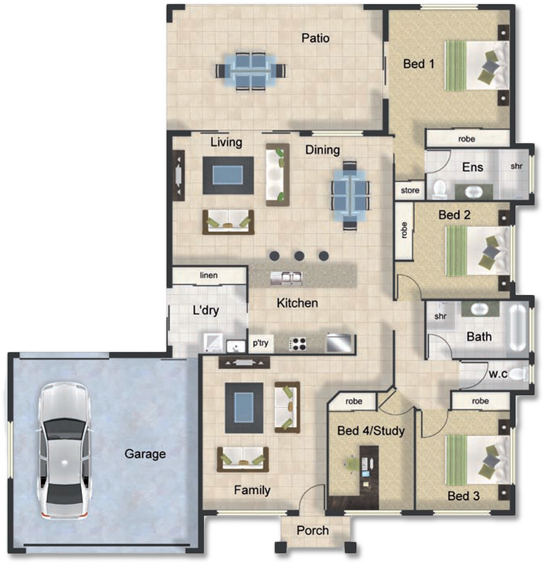 Patio
Bed 1
Living
Dining
robe
Ens
shr
store
Bed 2
robe
linen
Kitchen
L'dry
shr
Bath
p'try
w.c
robe
robe
Bed 4/Study
Garage
Family
Bed 3
Porch